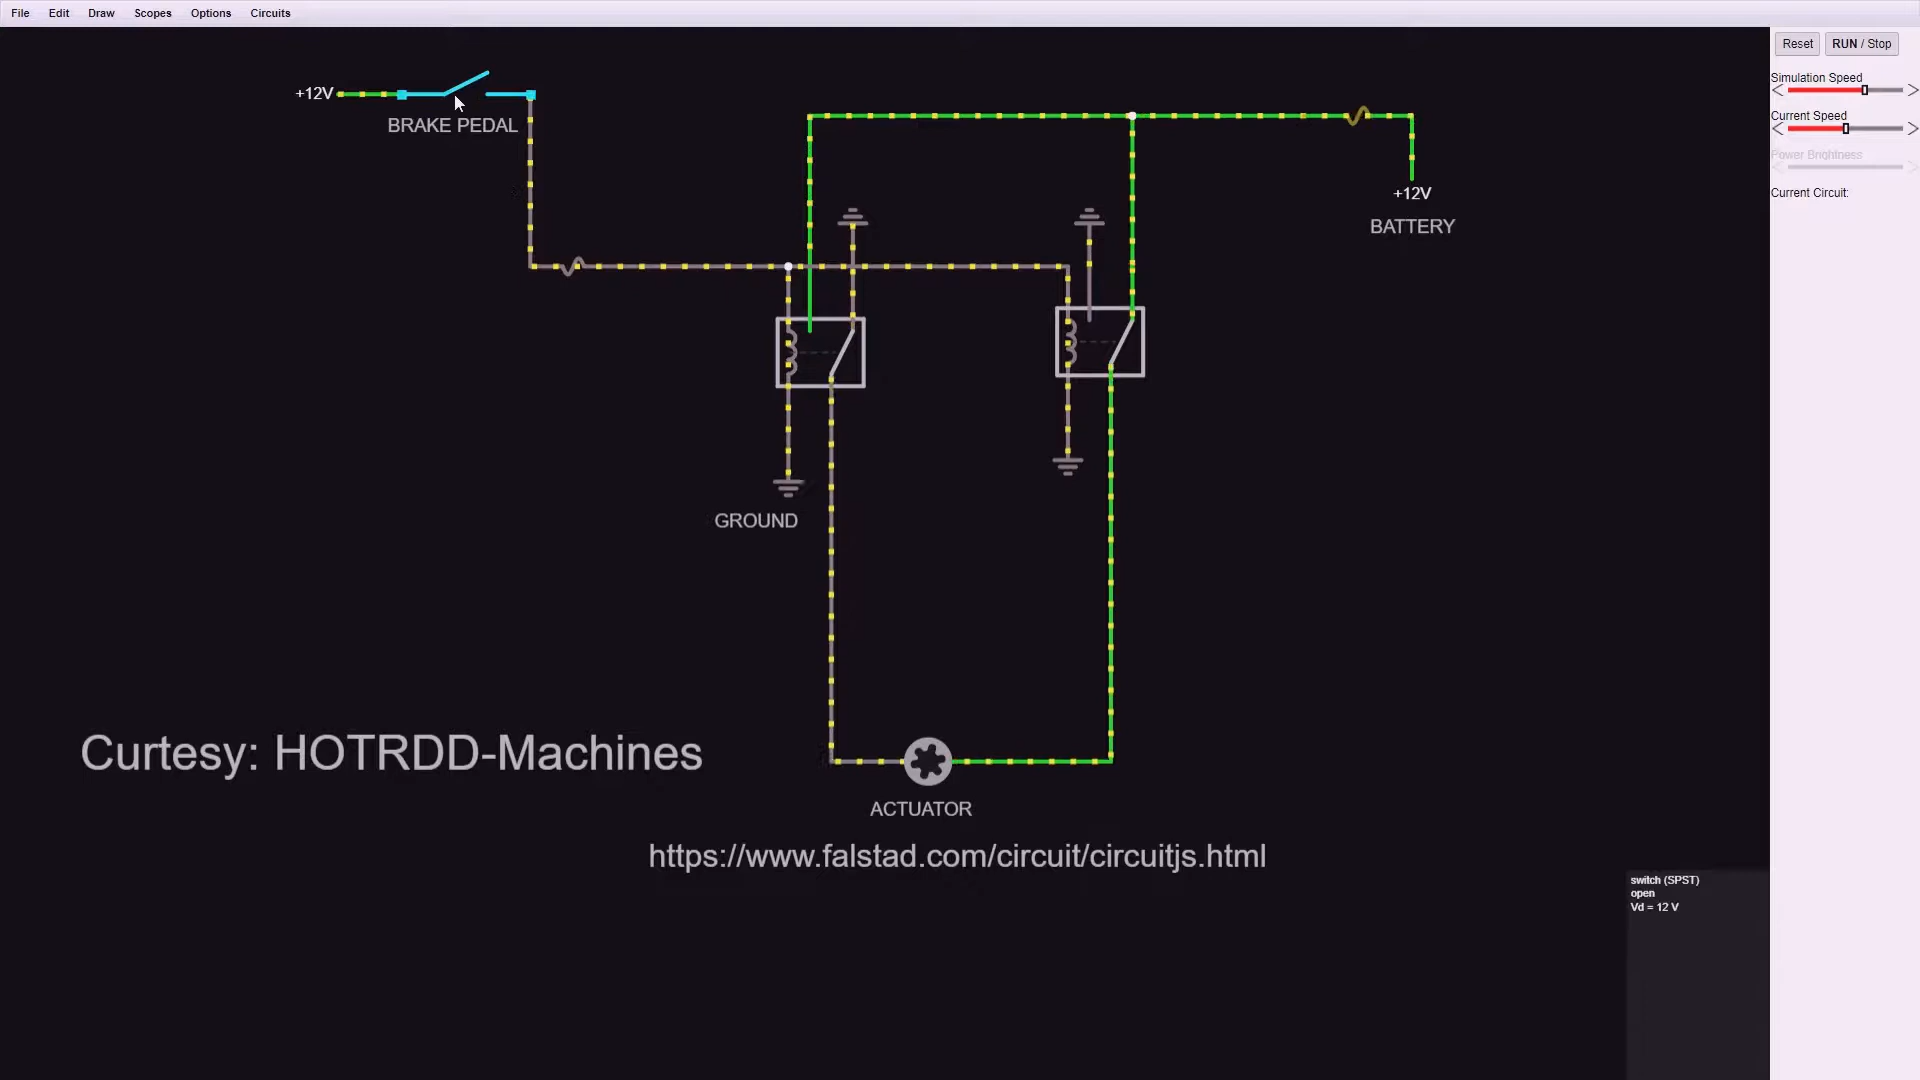 File Edit Draw Scopes Options Circuits
Reset RUN / Stop
Simulation Speed
Current Speed
Power Brightness
Current Circuit:
+12V
BRAKE PEDAL
+12V
BATTERY
GROUND
Curtesy: HOTRDD-Machines
ACTUATOR
https://www.falstad.com/circuit/circuitjs.html
switch (SPST)
open
Vd = 12 V